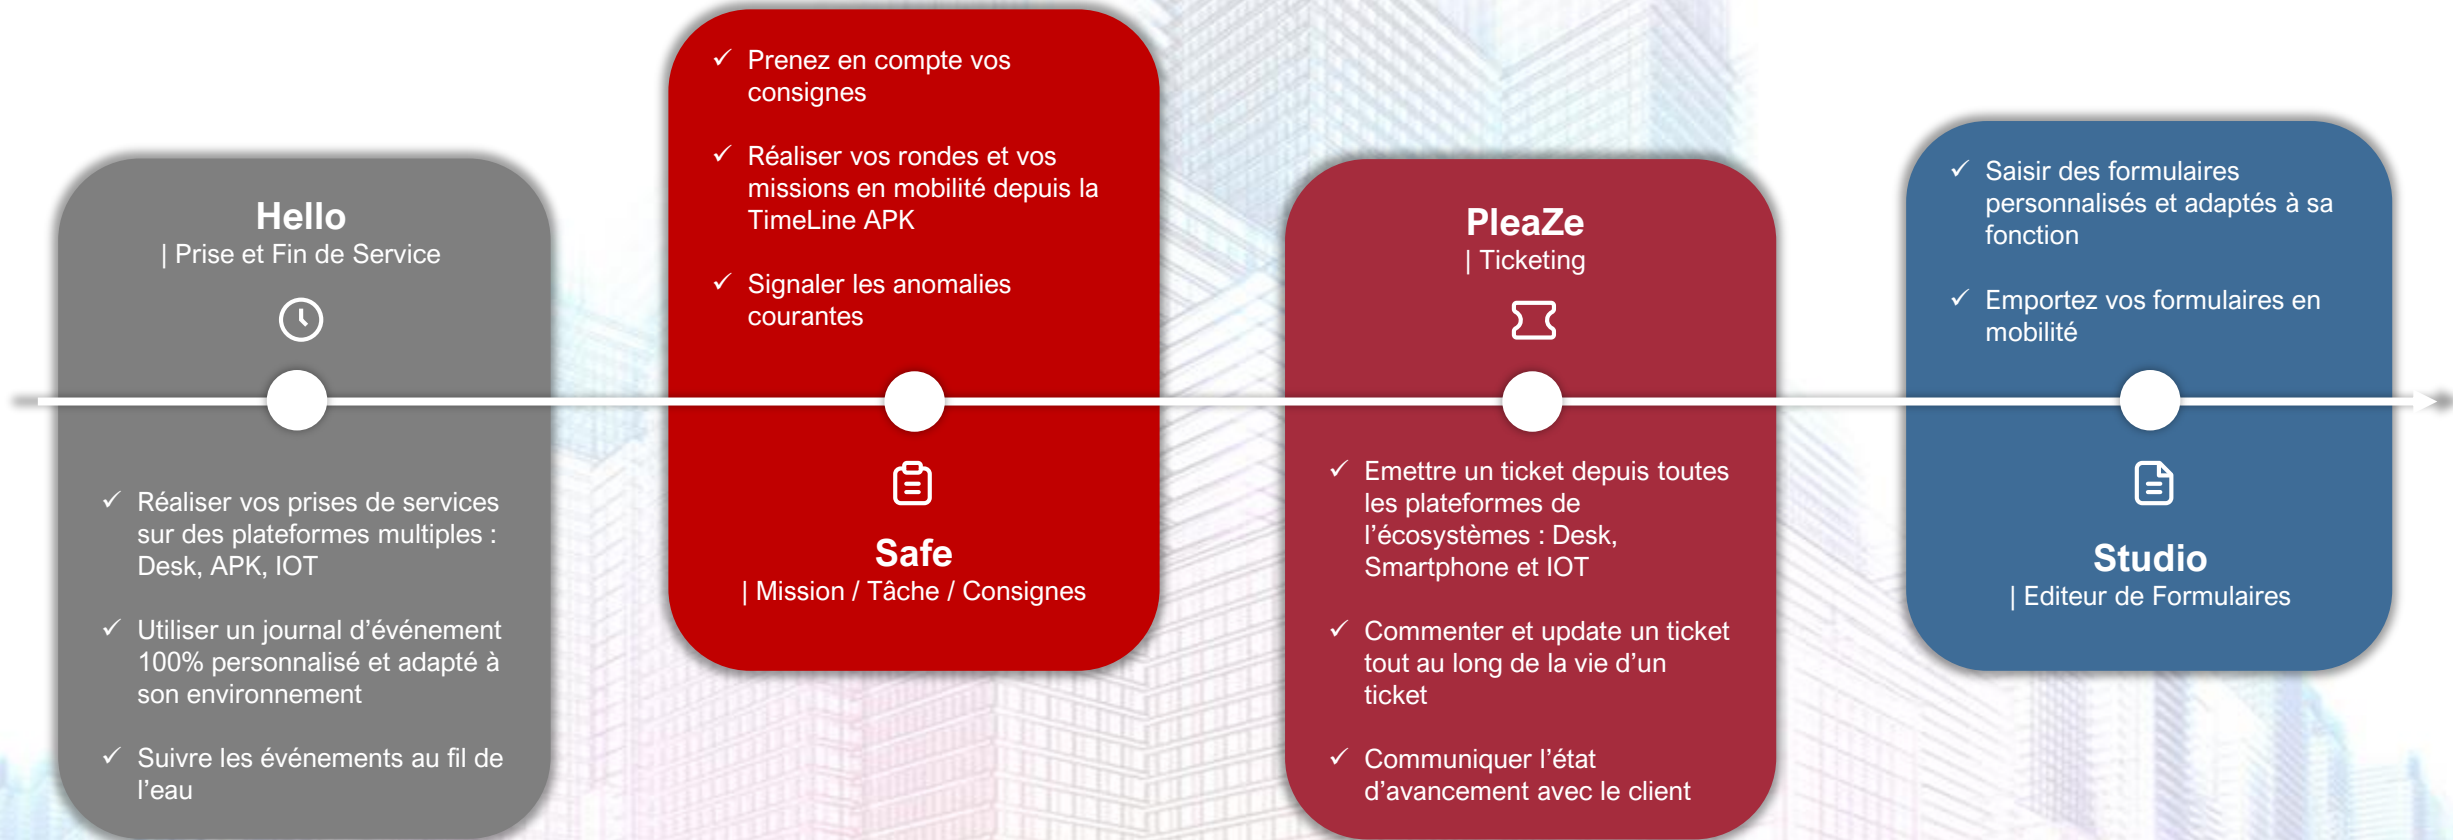 Hello
| Prise et Fin de Service
✓ Réaliser vos prises de services
sur des plateformes multiples :
Desk, APK, IOT
✓ Utiliser un journal d’événement
100% personnalisé et adapté à
son environnement
✓ Suivre les événements au fil de
l’eau
✓ Prenez en compte vos
consignes
✓ Réaliser vos rondes et vos
missions en mobilité depuis la
TimeLine APK
✓ Signaler les anomalies
courantes
Safe
| Mission / Tâche / Consignes
PleaZe
| Ticketing
✓ Emettre un ticket depuis toutes
les plateformes de
l’écosystèmes : Desk,
Smartphone et IOT
✓ Commenter et update un ticket
tout au long de la vie d’un
ticket
✓ Communiquer l’état
d’avancement avec le client
✓ Saisir des formulaires
personnalisés et adaptés à sa
fonction
✓ Emportez vos formulaires en
mobilité
Studio
| Editeur de Formulaires